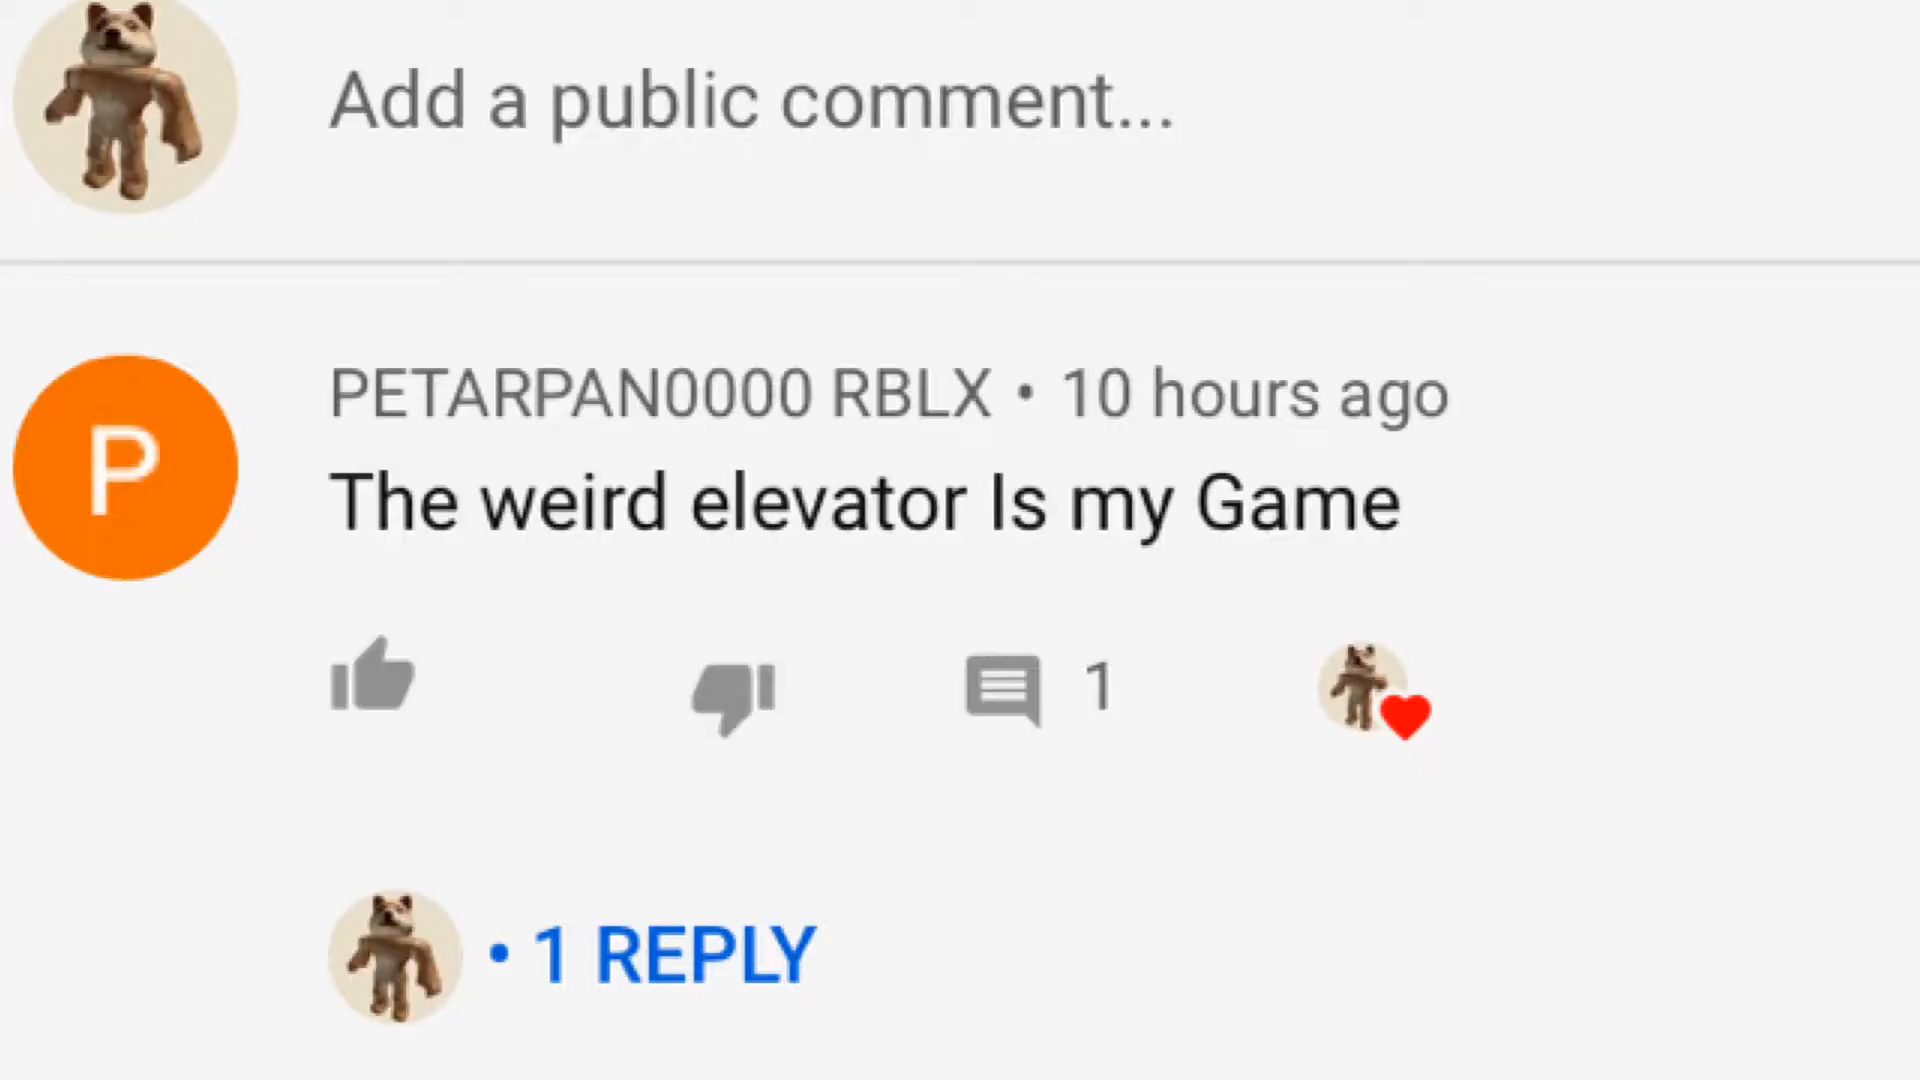 Add a public comment...
PETARPAN0000 RBLX • 10 hours ago
P
The weird elevator Is my Game
1
• 1 REPLY